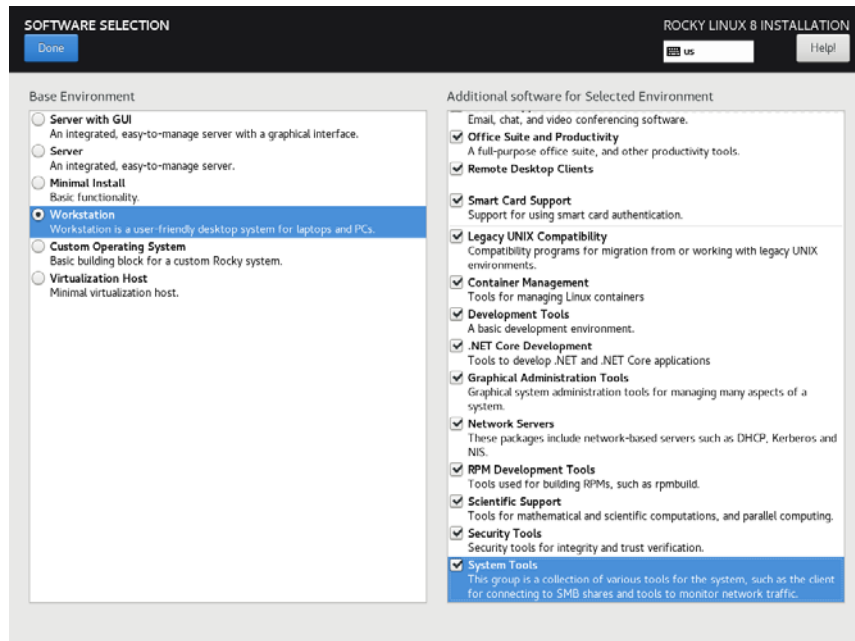 SOFTWARE SELECTION
Done
ROCKY LINUX 8 INSTALLATION
us
Help!
Base Environment
Server with GUI
An integrated, easy-to-manage server with a graphical interface.
Server
An integrated, easy-to-manage server.
Minimal Install
Basic functionality.
Workstation
Workstation is a user-friendly desktop system for laptops and PCs.
Custom Operating System
Basic building block for a custom Rocky system.
Virtualization Host
Minimal virtualization host.
Additional software for Selected Environment
Email, chat, and video conferencing software.
Office Suite and Productivity
A full-purpose office suite, and other productivity tools.
Remote Desktop Clients
Smart Card Support
Support for using smart card authentication.
Legacy UNIX Compatibility
Compatibility programs for migration from or working with legacy UNIX
environments.
Container Management
Tools for managing Linux containers
Development Tools
A basic development environment.
.NET Core Development
Tools to develop .NET and .NET Core applications
Graphical Administration Tools
Graphical system administration tools for managing many aspects of a
system.
Network Servers
These packages include network-based servers such as DHCP, Kerberos and
NIS.
RPM Development Tools
Tools used for building RPMs, such as rpmbuild.
Scientific Support
Tools for mathematical and scientific computations, and parallel computing.
Security Tools
Security tools for integrity and trust verification.
System Tools
This group is a collection of various tools for the system, such as the client
for connecting to SMB shares and tools to monitor network traffic.